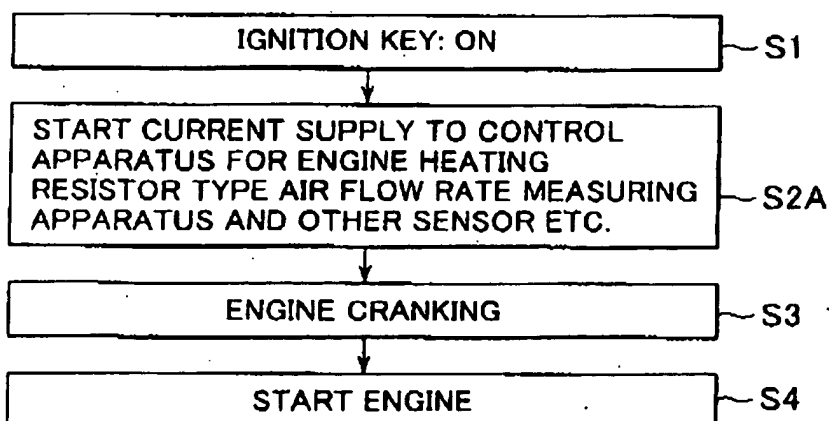 IGNITION KEY: ON
S1
START CURRENT SUPPLY TO CONTROL
APPARATUS FOR ENGINE HEATING
RESISTOR TYPE AIR FLOW RATE MEASURING
APPARATUS AND OTHER SENSOR ETC.
S2A
ENGINE CRANKING
S3
START ENGINE
S4